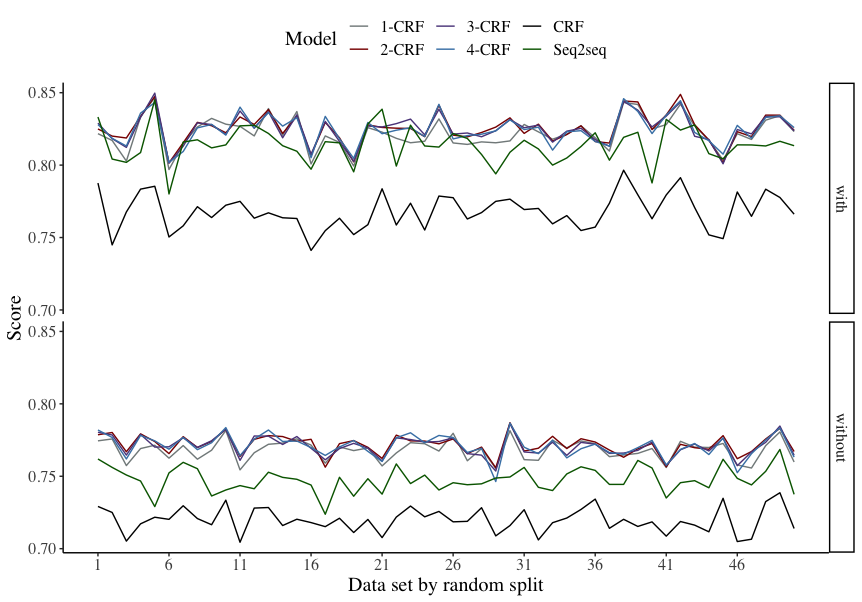 Model
1-CRF 3-CRF CRF
2-CRF 4-CRF Seq2seq
0.85
0.80
0.75
0.70
with
Score
0.85
0.80
0.75
0.70
without
1 6 11 16 21 26 31 36 41 46
Data set by random split